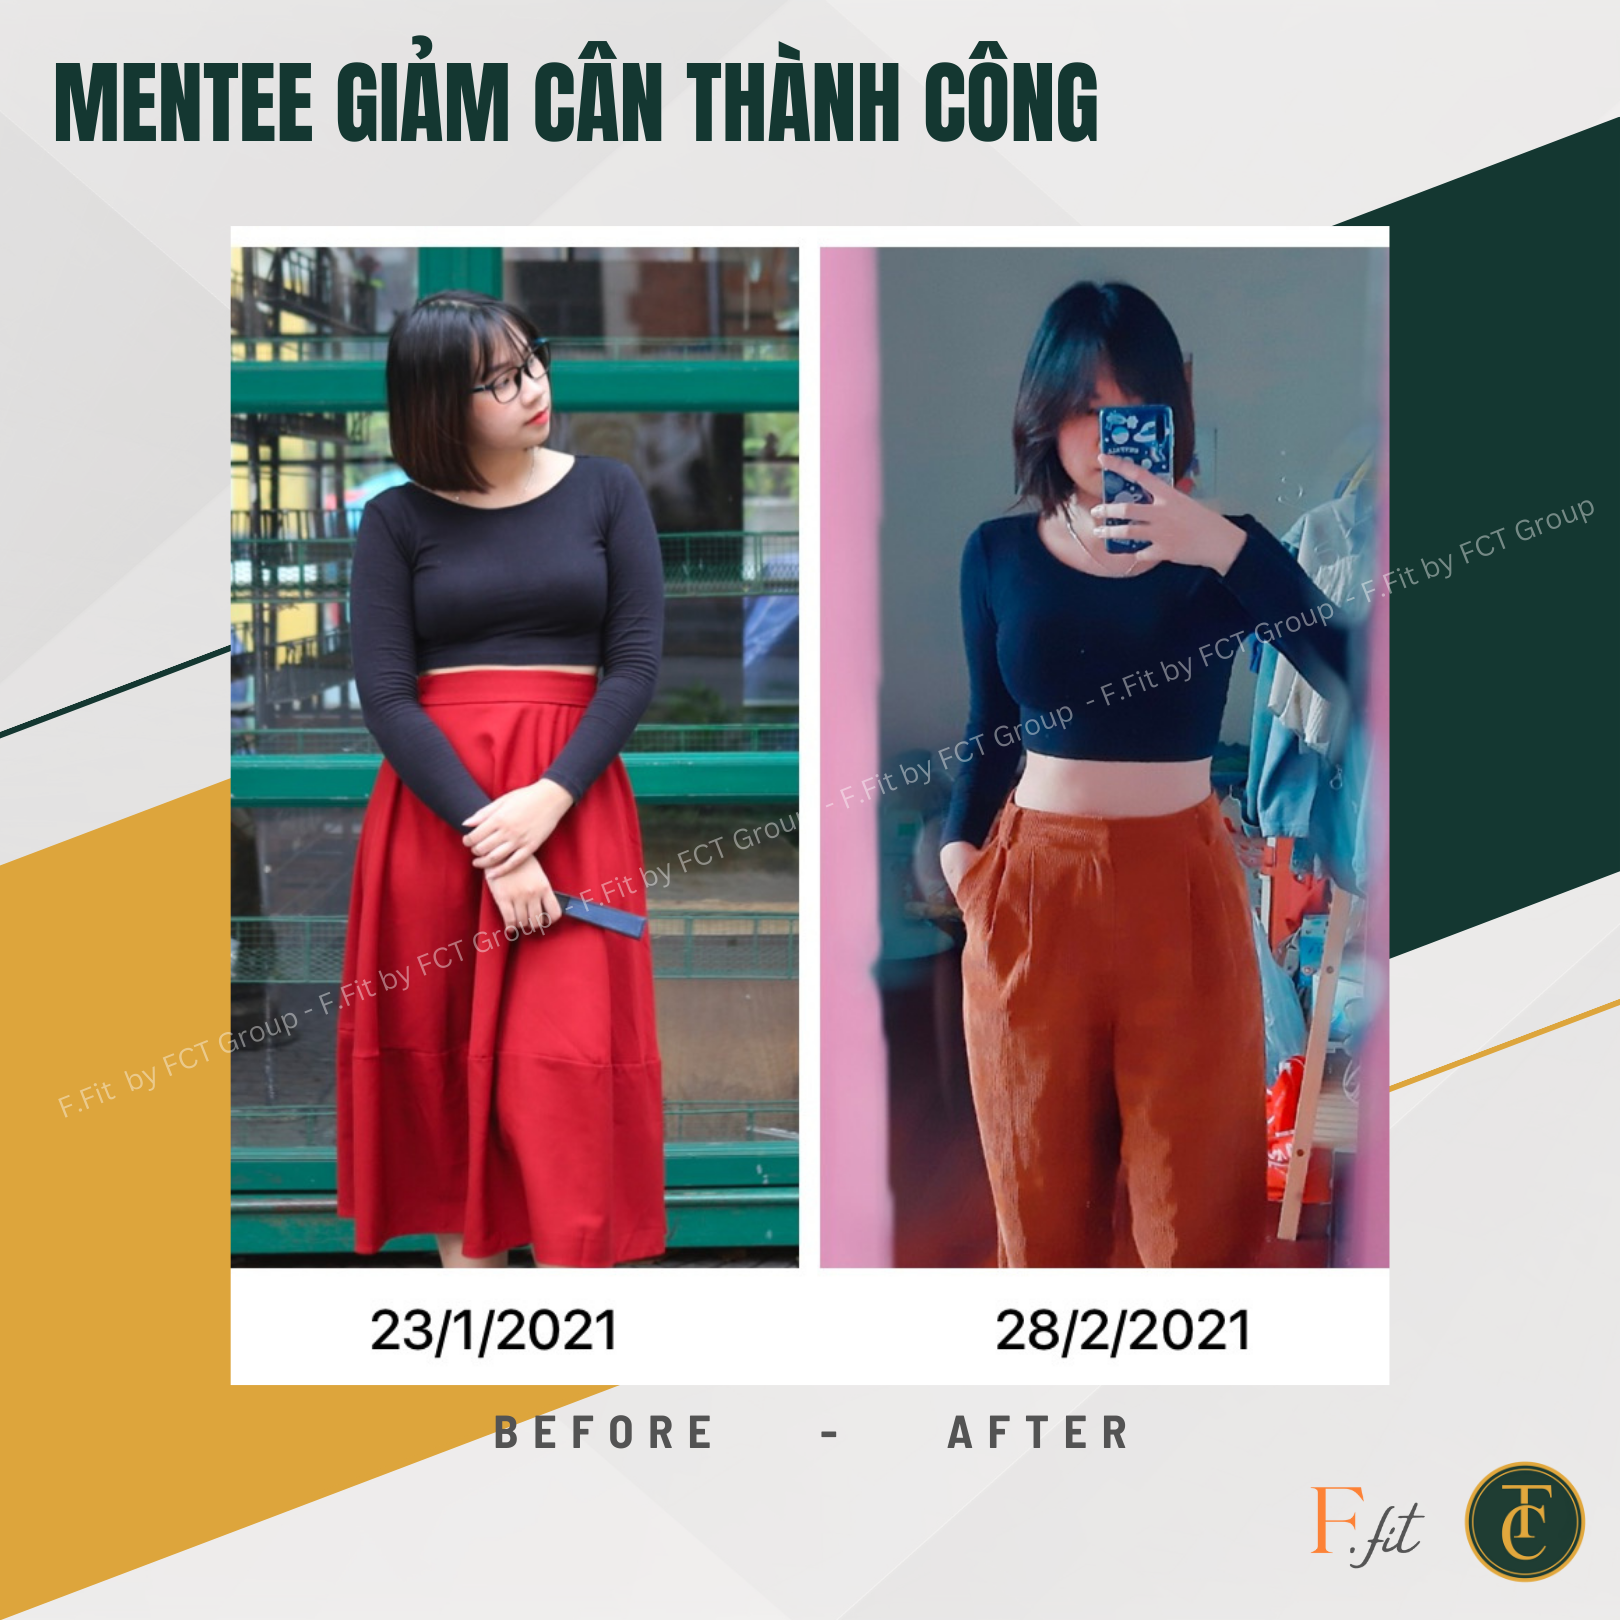 MENTEE GIẢM CÂN THÀNH CÔNG
F.Fit by FCT Group - F.Fit by FCT Group - F.Fit by FCT Group - F.Fit by FCT Group - F.Fit by FCT Group - F.Fit by FCT Group
23/1/2021 28/2/2021
BEFORE - AFTER
F.fit